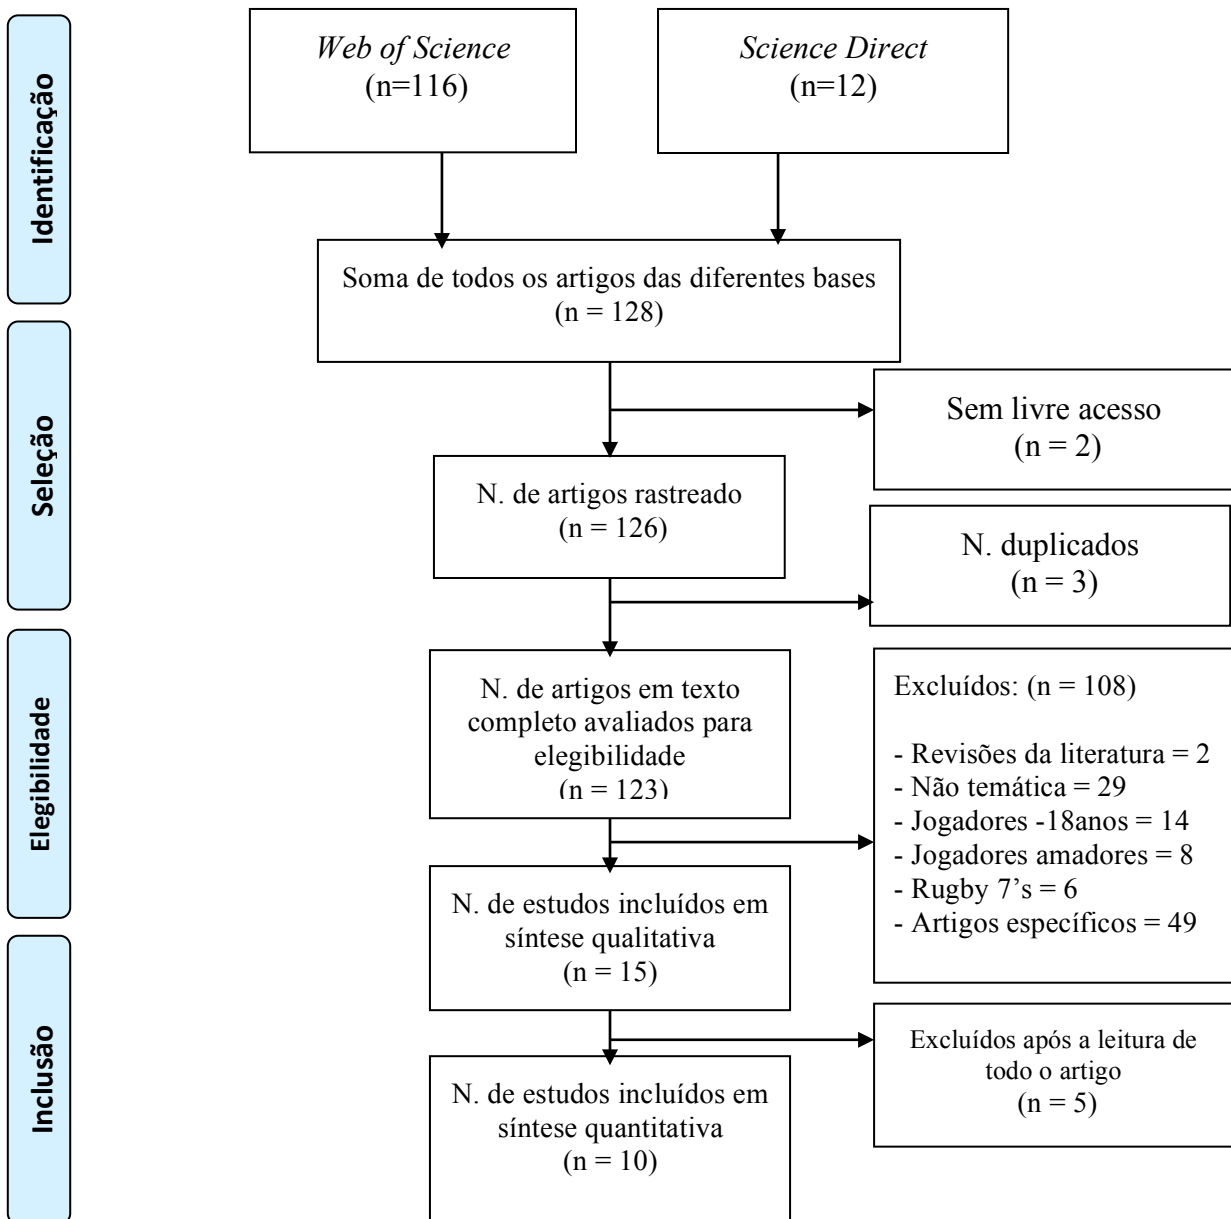 Identificação
Web of Science
(n=116)
Science Direct
(n=12)
Soma de todos os artigos das diferentes bases
(n = 128)
Seleção
Sem livre acesso
(n = 2)
N. de artigos rastreado
(n = 126)
N. duplicados
(n = 3)
Elegibilidade
N. de artigos em texto
completo avaliados para
elegibilidade
(n = 123)
Excluídos: (n = 108)
- Revisões da literatura = 2
- Não temática = 29
- Jogadores -18anos = 14
- Jogadores amadores = 8
- Rugby 7’s = 6
- Artigos específicos = 49
N. de estudos incluídos em
síntese qualitativa
(n = 15)
Inclusão
Excluídos após a leitura de
todo o artigo
(n = 5)
N. de estudos incluídos em
síntese quantitativa
(n = 10)